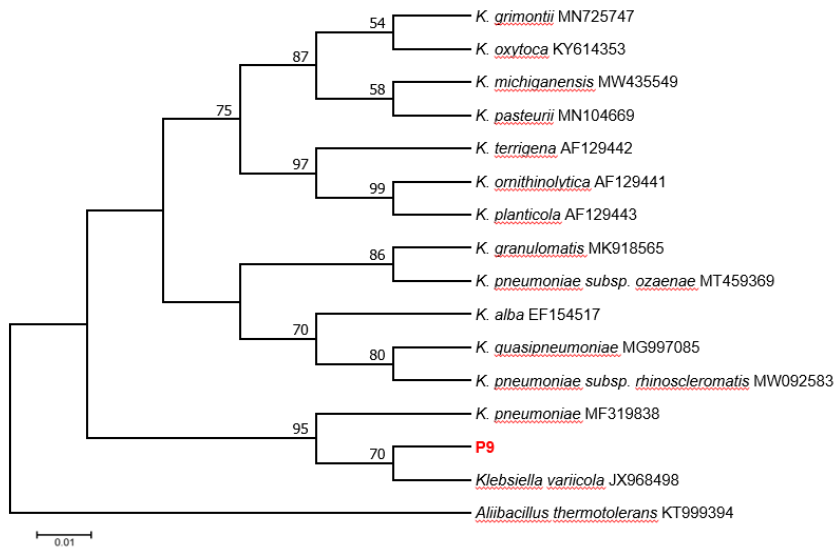 K. grimontii MN725747
54
K. oxytoca KY614353
87
K. michiganensis MW435549
58
K. pasteurii MN104669
75
K. terrigena AF129442
97
K. ornithinolytica AF129441
99
K. planticola AF129443
K. granulomatis MK918565
86
K. pneumoniae subsp. ozaenae MT459369
K. alba EF154517
70
K. quasipneumoniae MG997085
80
K. pneumoniae subsp. rhinoscleromatis MW092583
K. pneumoniae MF319838
95
P9
70
Klebsiella variicola JX968498
Aliibacillus thermotolerans KT999394
0.01